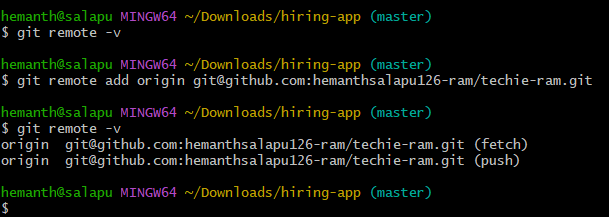 hemanth@salapu MINGW64 ~/Downloads/hiring-app (master)
$ git remote -v
hemanth@salapu MINGW64 ~/Downloads/hiring-app (master)
$ git remote add origin git@github.com:hemanthsalapu126-ram/techie-ram.git
hemanth@salapu MINGW64 ~/Downloads/hiring-app (master)
$ git remote -v
origin  git@github.com:hemanthsalapu126-ram/techie-ram.git (fetch)
origin  git@github.com:hemanthsalapu126-ram/techie-ram.git (push)
hemanth@salapu MINGW64 ~/Downloads/hiring-app (master)
$